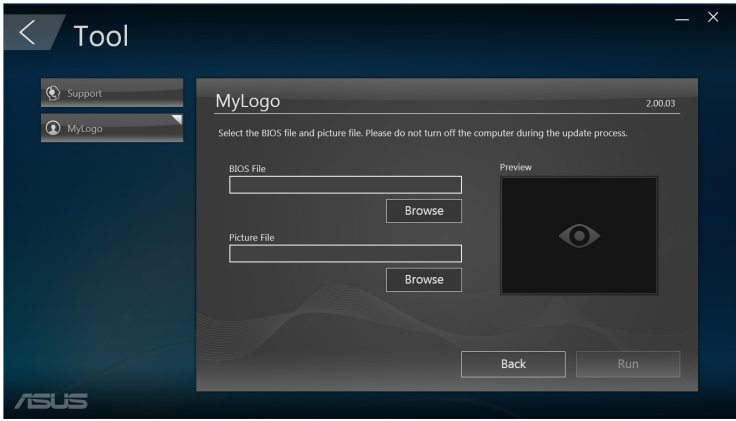 Tool
Support
MyLogo
MyLogo
2.00.03
Select the BIOS file and picture file. Please do not turn off the computer during the update process.
BIOS File
Preview
Browse
Picture File
Browse
Back
Run
ASUS